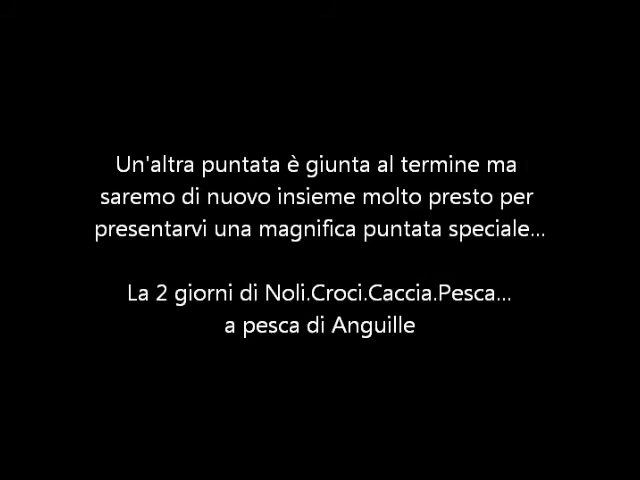 Un'altra puntata è giunta al termine ma
saremo di nuovo insieme molto presto per
presentarvi una magnifica puntata speciale...
La 2 giorni di Noli.Croci.Caccia.Pesca...
a pesca di Anguille